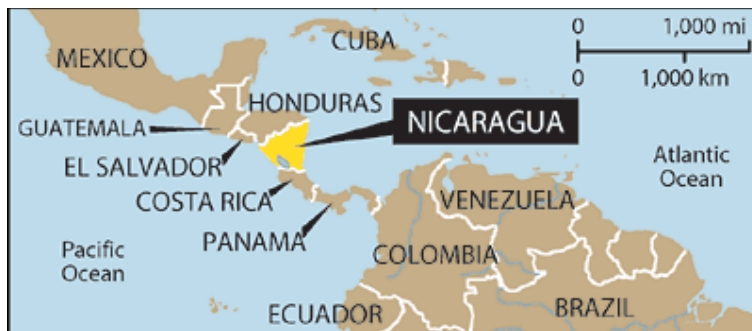 MEXICO
CUBA
0 1,000 mi
0 1,000 km
HONDURAS
GUATEMALA
NICARAGUA
EL SALVADOR
COSTA RICA
PANAMA
Atlantic
Ocean
VENEZUELA
Pacific
Ocean
COLOMBIA
ECUADOR
BRAZIL